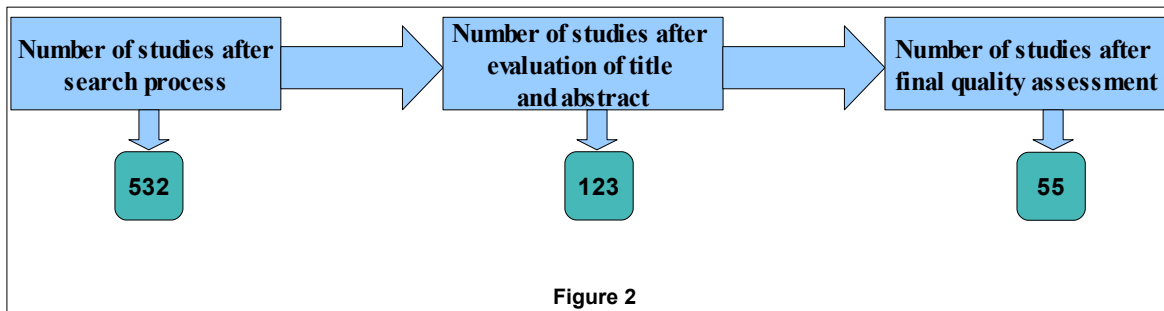 Number of studies after
search process
Number of studies after
evaluation of title
and abstract
Number of studies after
final quality assessment
532
123
55
Figure 2